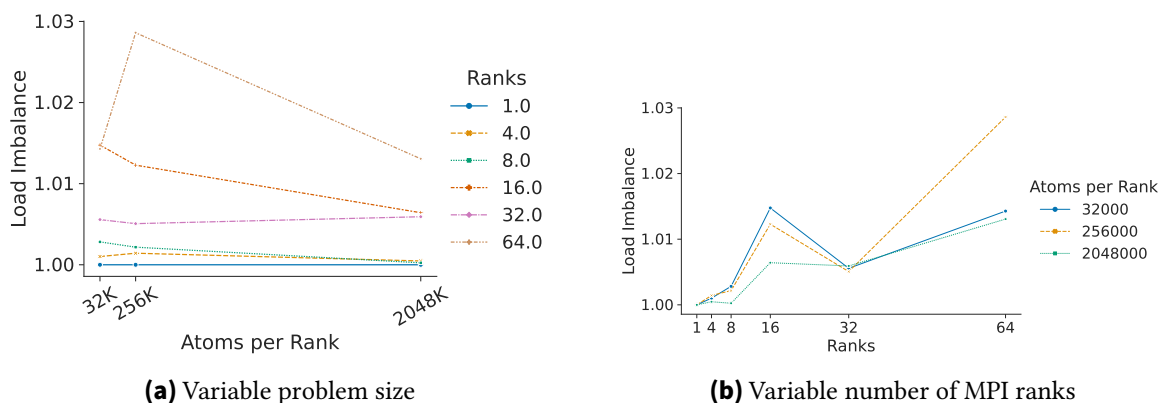 1.03
1.02
1.01
1.00
Load Imbalance
32K
256K
2048K
Atoms per Rank
Ranks
1.0
4.0
8.0
16.0
32.0
64.0
(a) Variable problem size
1.03
1.02
1.01
1.00
Load Imbalance
1 4 8 16 32 64
Ranks
Atoms per Rank
32000
256000
2048000
(b) Variable number of MPI ranks